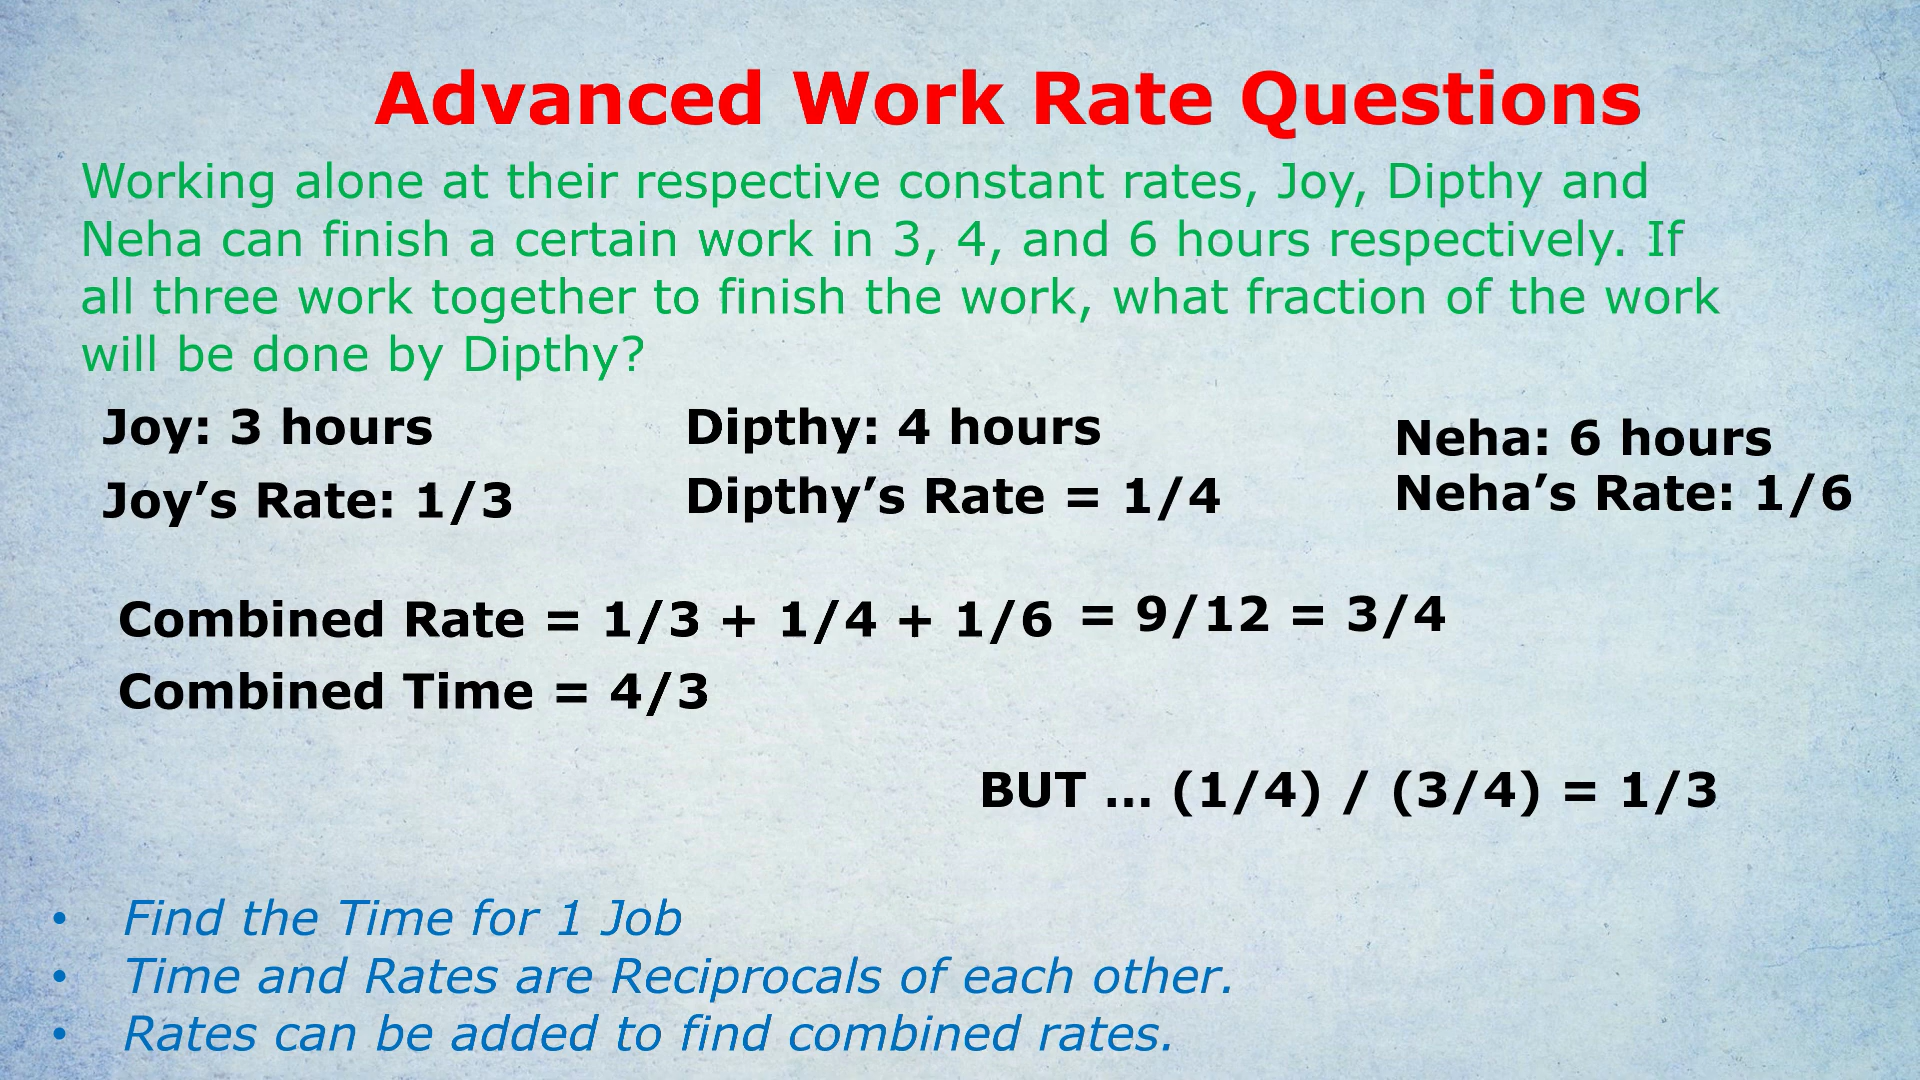 Advanced Work Rate Questions
Working alone at their respective constant rates, Joy, Dipthy and
Neha can finish a certain work in 3, 4, and 6 hours respectively. If
all three work together to finish the work, what fraction of the work
will be done by Dipthy?
Joy: 3 hours
Joy’s Rate: 1/3
Dipthy: 4 hours
Dipthy’s Rate = 1/4
Neha: 6 hours
Neha’s Rate: 1/6
Combined Rate = 1/3 + 1/4 + 1/6 = 9/12 = 3/4
Combined Time = 4/3
BUT … (1/4) / (3/4) = 1/3
• Find the Time for 1 Job
• Time and Rates are Reciprocals of each other.
• Rates can be added to find combined rates.